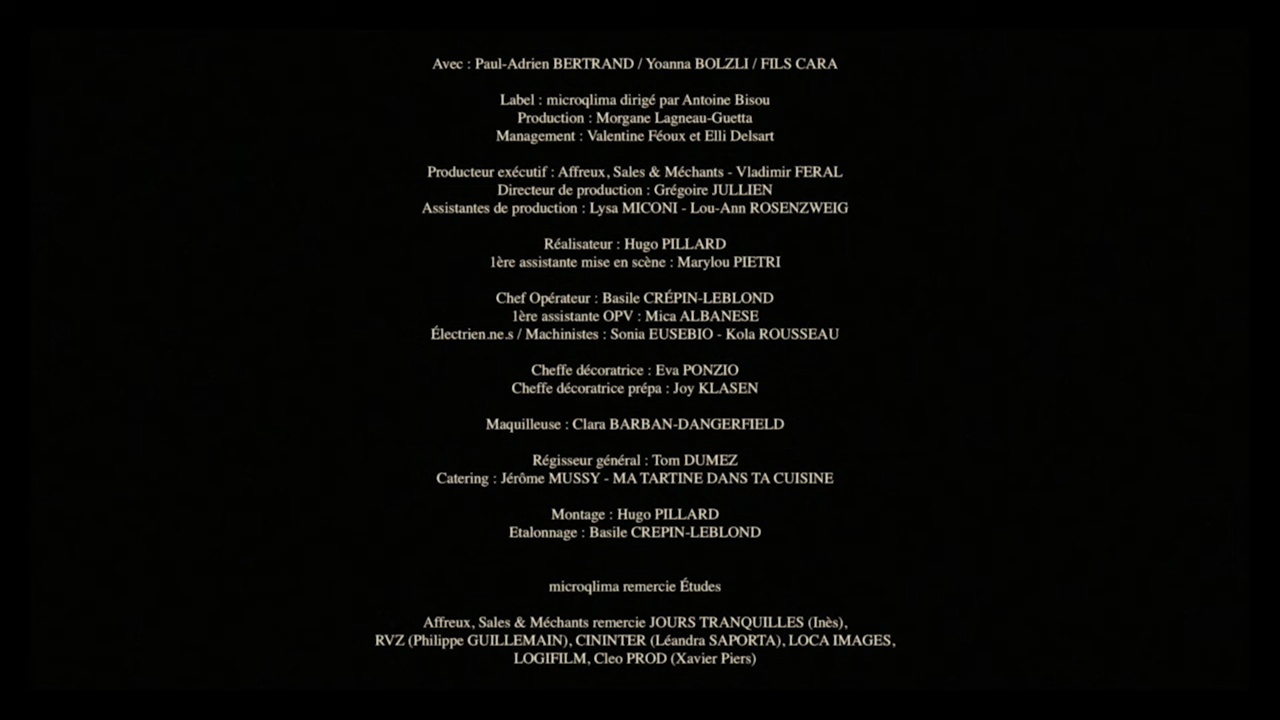 Avec : Paul-Adrien BERTRAND / Yoanna BOLZLI / FILS CARA
Label : microqlima dirigé par Antoine Bisou
Production : Morgane Lagneau-Guetta
Management : Valentine Féoux et Elli Delsart
Producteur exécutif : Affreux, Sales & Méchants - Vladimir FERAL
Directeur de production : Grégoire JULLIEN
Assistantes de production : Lysa MICONI - Lou-Ann ROSENZWEIG
Réalisateur : Hugo PILLARD
1ère assistante mise en scène : Marylou PIETRI
Chef Opérateur : Basile CRÉPIN-LEBLOND
1ère assistante OPV : Mica ALBANESE
Électrien.ne.s / Machinistes : Sonia EUSEBIO - Kola ROUSSEAU
Cheffe décoratrice : Eva PONZIO
Cheffe décoratrice prépa : Joy KLASEN
Maquilleuse : Clara BARBAN-DANGERFIELD
Régisseur général : Tom DUMEZ
Catering : Jérôme MUSSY - MA TARTINE DANS TA CUISINE
Montage : Hugo PILLARD
Etalonnage : Basile CREPIN-LEBLOND
microqlima remercie Études
Affreux, Sales & Méchants remercie JOURS TRANQUILLES (Inès),
RVZ (Philippe GUILLEMAIN), CININTER (Léandra SAPORTA), LOCA IMAGES,
LOGIFILM, Cleo PROD (Xavier Piers)